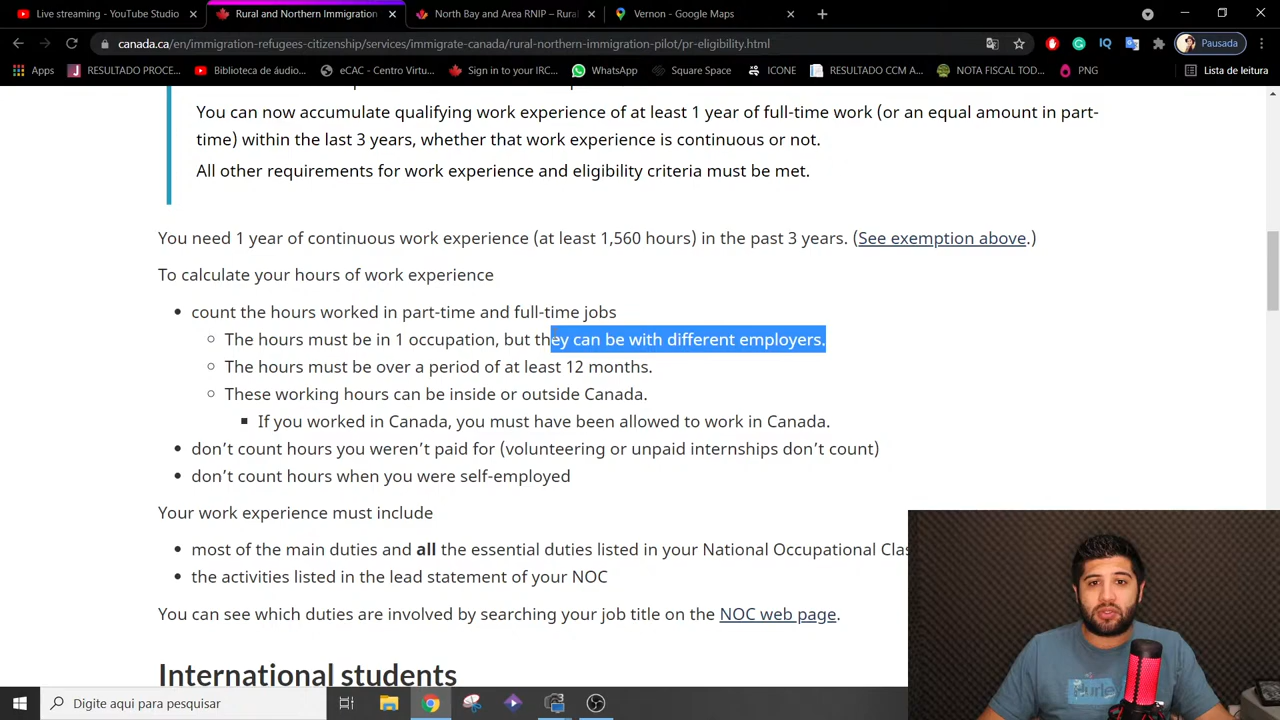 Live streaming - YouTube Studio
Rural and Northern Immigration
North Bay and Area RNIP – Rura
Vernon - Google Maps
canada.ca/en/immigration-refugees-citizenship/services/immigrate-canada/rural-northern-immigration-pilot/pr-eligibility.html
Pausada
Apps
RESULTADO PROCE...
Biblioteca de áudio...
eCAC - Centro Virtu...
Sign in to your IRC...
WhatsApp
Square Space
ICONE
RESULTADO CCM A...
NOTA FISCAL TOD...
PNG
Lista de leitura
You can now accumulate qualifying work experience of at least 1 year of full-time work (or an equal amount in part-
time) within the last 3 years, whether that work experience is continuous or not.
All other requirements for work experience and eligibility criteria must be met.
You need 1 year of continuous work experience (at least 1,560 hours) in the past 3 years. (See exemption above.)
To calculate your hours of work experience
count the hours worked in part-time and full-time jobs
The hours must be in 1 occupation, but they can be with different employers.
The hours must be over a period of at least 12 months.
These working hours can be inside or outside Canada.
If you worked in Canada, you must have been allowed to work in Canada.
don't count hours you weren't paid for (volunteering or unpaid internships don't count)
don't count hours when you were self-employed
Your work experience must include
most of the main duties and all the essential duties listed in your National Occupational Clas
the activities listed in the lead statement of your NOC
You can see which duties are involved by searching your job title on the NOC web page.
International students
Hurley
Digite aqui para pesquisar